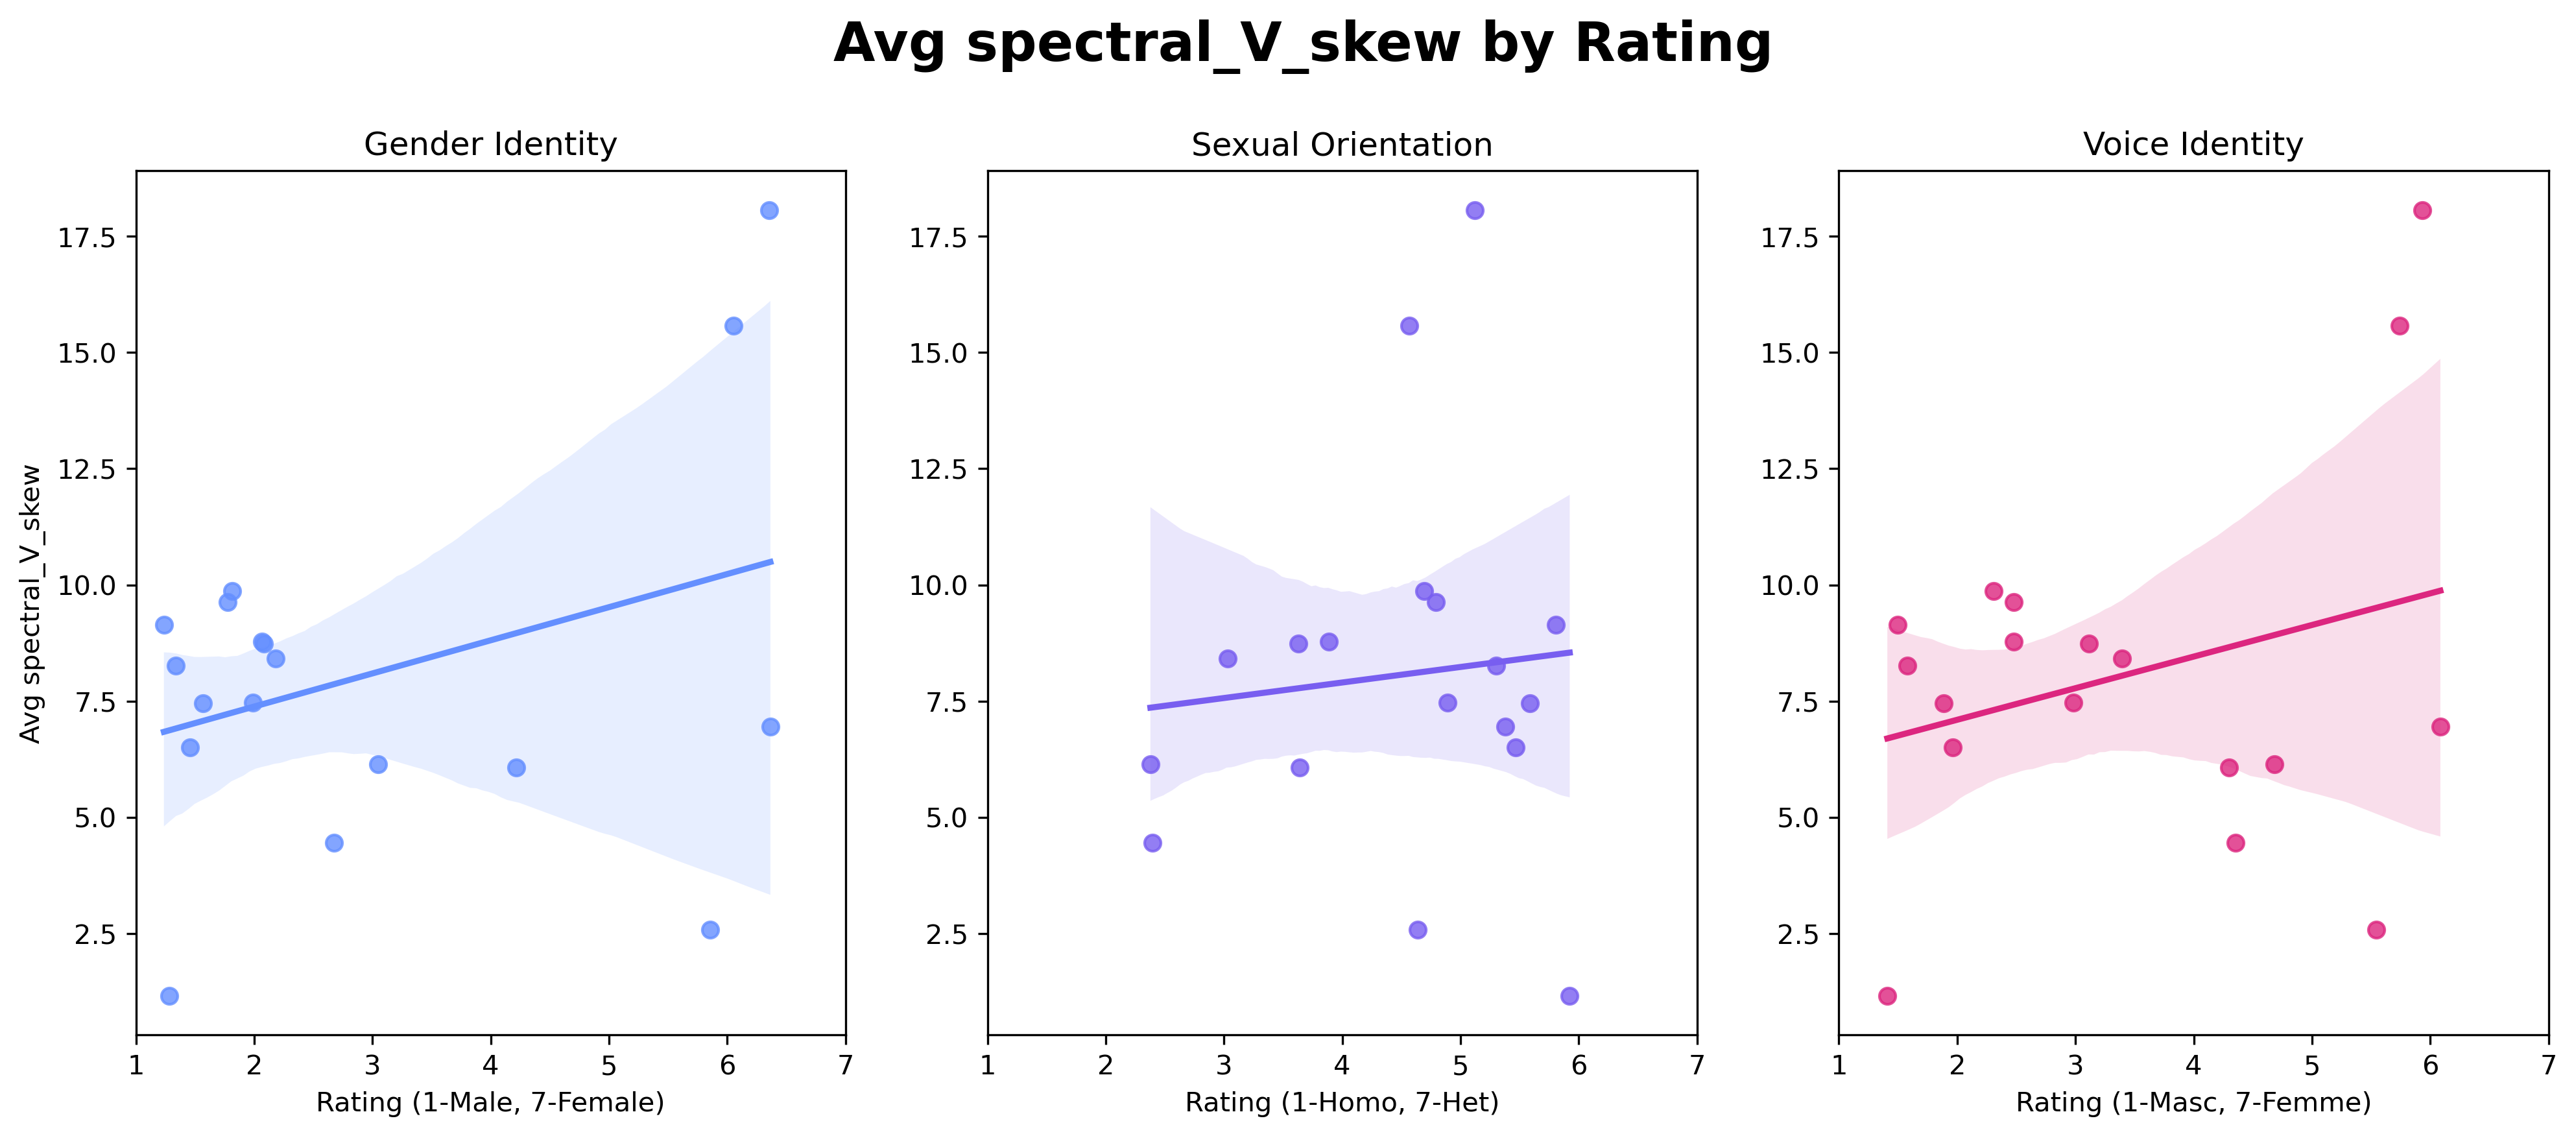 Avg spectral_V_skew by Rating
Gender Identity
Sexual Orientation
Voice Identity
Avg spectral_V_skew
17.5
15.0
12.5
10.0
7.5
5.0
2.5
1 2 3 4 5 6 7
Rating (1-Male, 7-Female)
17.5
15.0
12.5
10.0
7.5
5.0
2.5
1 2 3 4 5 6 7
Rating (1-Homo, 7-Het)
17.5
15.0
12.5
10.0
7.5
5.0
2.5
1 2 3 4 5 6 7
Rating (1-Masc, 7-Femme)